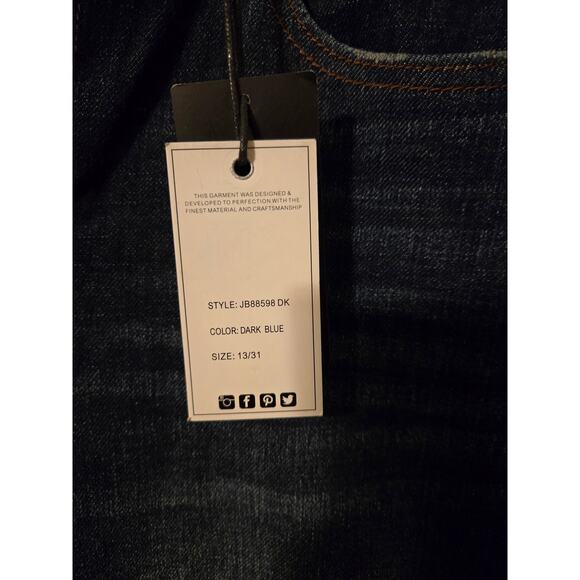 THIS GARMENT WAS DESIGNED &
DEVELOPED TO PERFECTION WITH THE
FINEST MATERIAL AND CRAFTSMANSHIP
STYLE: JB88598 DK
COLOR: DARK BLUE
SIZE: 13/31